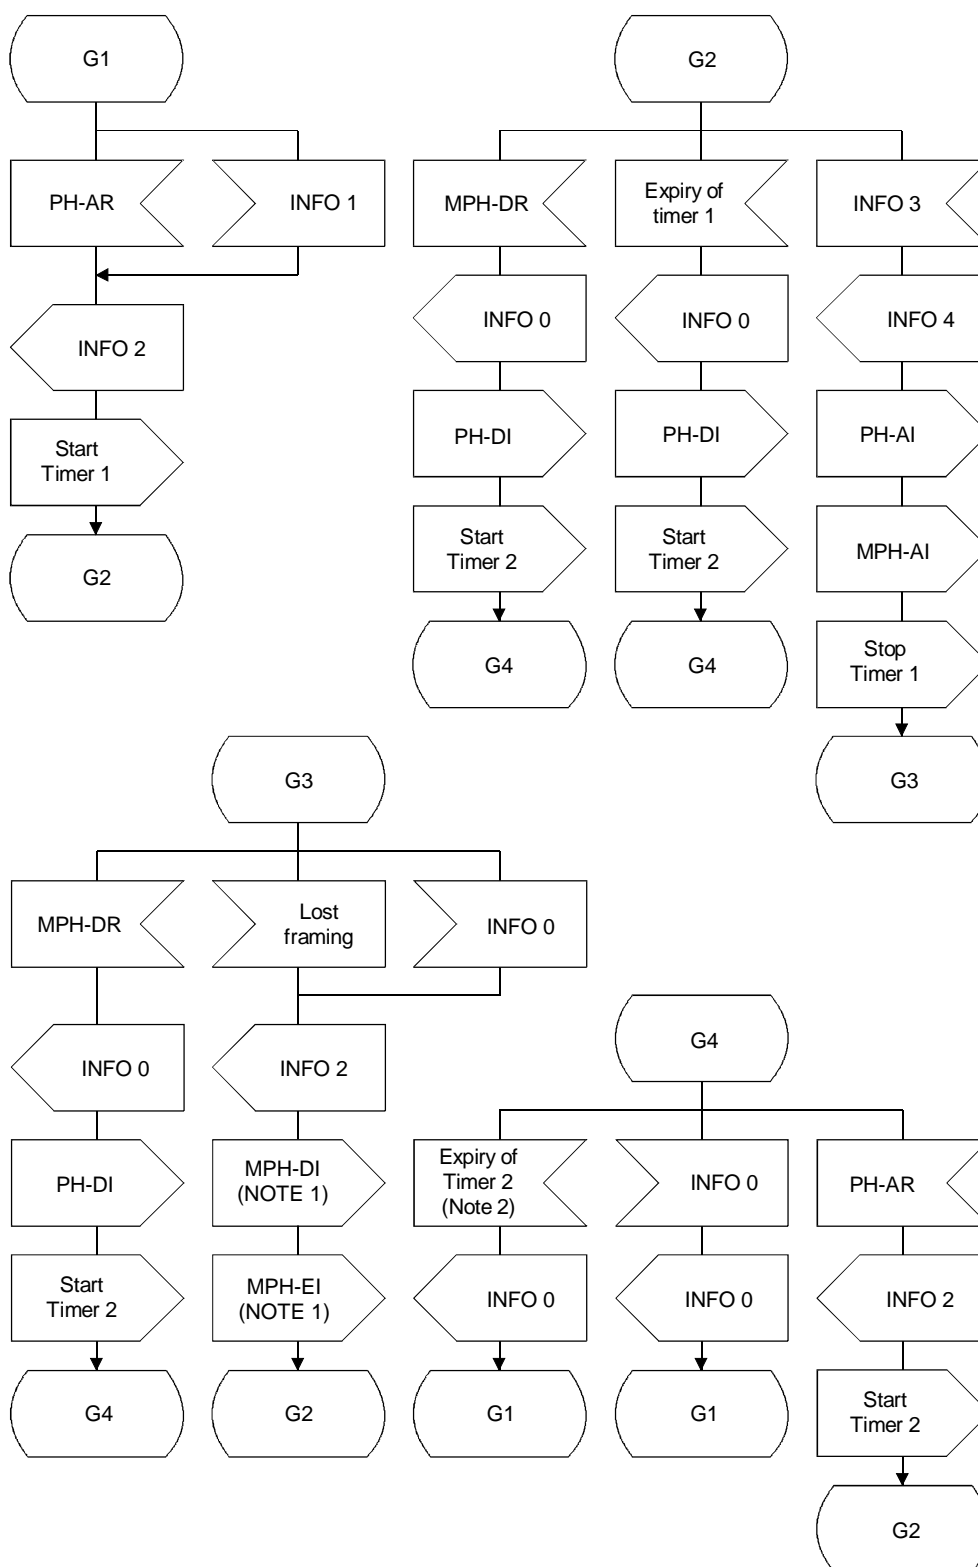 G1
PH-AR
INFO 1
INFO 2
Start
Timer 1
G2
G2
MPH-DR
Expiry of
timer 1
INFO 3
INFO 0
INFO 0
INFO 4
PH-DI
PH-DI
PH-AI
Start
Timer 2
Start
Timer 2
MPH-AI
G4
G4
Stop
Timer 1
G3
G3
MPH-DR
Lost
framing
INFO 0
INFO 0
INFO 2
PH-DI
MPH-DI
(NOTE 1)
Start
Timer 2
MPH-EI
(NOTE 1)
G4
G2
G4
Expiry of
Timer 2
(Note 2)
INFO 0
PH-AR
INFO 0
INFO 0
INFO 2
G1
G1
Start
Timer 2
G2